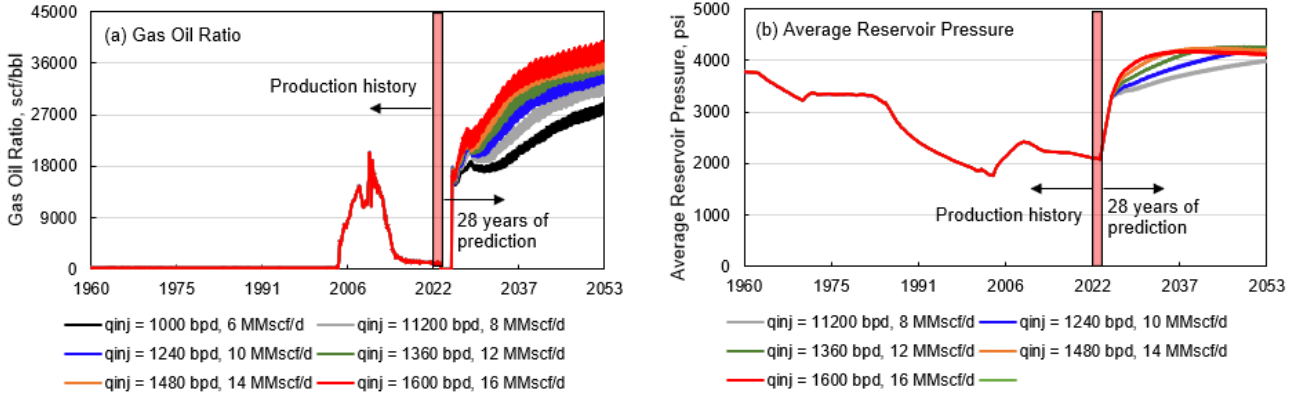 (a) Gas Oil Ratio
Gas Oil Ratio, scf/bbl
45000
36000
27000
18000
9000
0
Production history
28 years of
prediction
1960 1975 1991 2006 2022 2037 2053
qinj = 1000 bpd, 6 MMscf/d qinj = 11200 bpd, 8 MMscf/d
qinj = 1240 bpd, 10 MMscf/d qinj = 1360 bpd, 12 MMscf/d
qinj = 1480 bpd, 14 MMscf/d qinj = 1600 bpd, 16 MMscf/d
(b) Average Reservoir Pressure
Average Reservoir Pressure, psi
5000
4000
3000
2000
1000
0
Production history
28 years of
prediction
1960 1975 1991 2006 2022 2037 2053
qinj = 11200 bpd, 8 MMscf/d qinj = 1240 bpd, 10 MMscf/d
qinj = 1360 bpd, 12 MMscf/d qinj = 1480 bpd, 14 MMscf/d
qinj = 1600 bpd, 16 MMscf/d